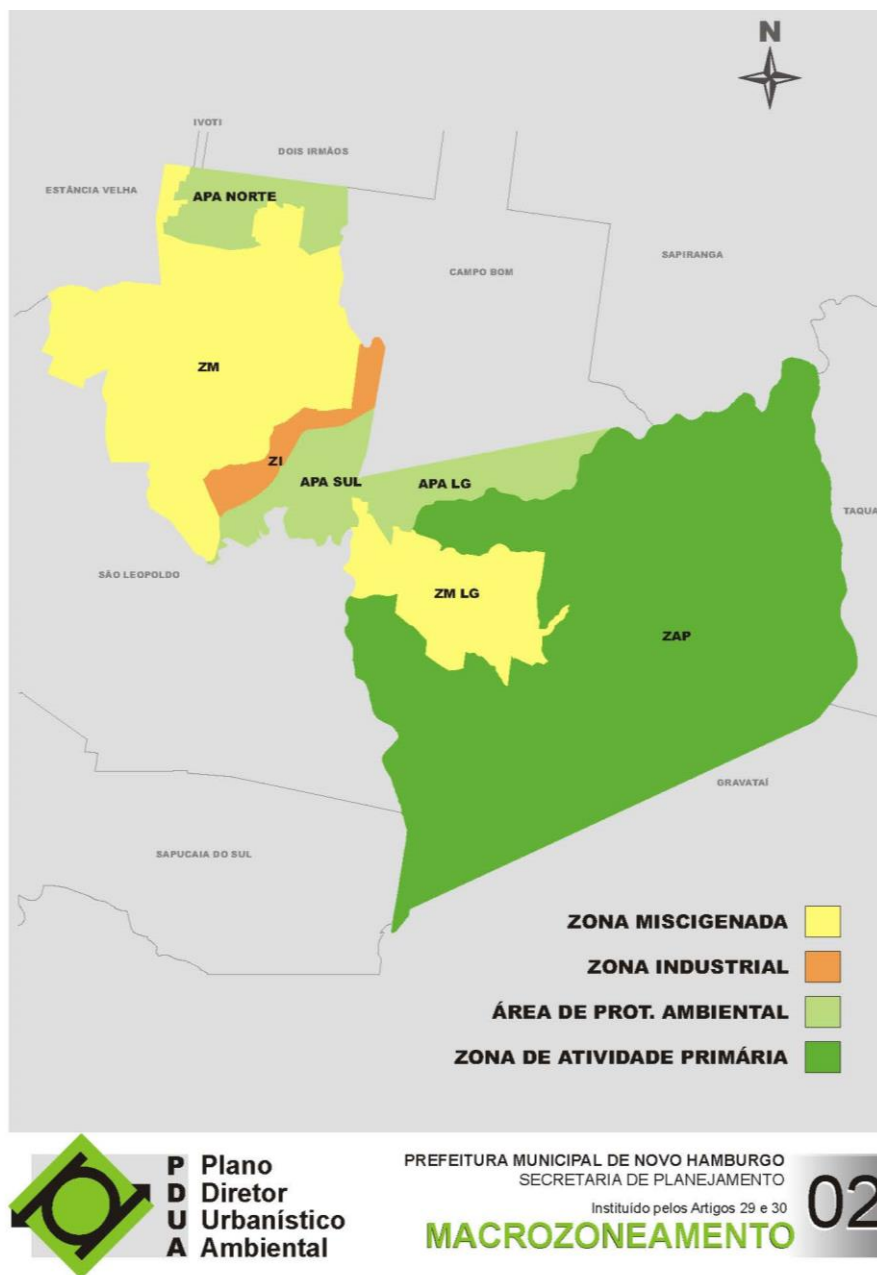 N
IVOTI
DOIS IRMÃOS
ESTÂNCIA VELHA
APA NORTE
SAPIRANGA
CAMPO BOM
ZM
ZI
APA SUL
APA LG
TAQUA
SÃO LEOPOLDO
ZM LG
ZAP
GRAVATAÍ
SAPUCAIA DO SUL
ZONA MISCIGENADA
ZONA INDUSTRIAL
ÁREA DE PROT. AMBIENTAL
ZONA DE ATIVIDADE PRIMÁRIA
P Plano
D Diretor
U Urbanístico
A Ambiental
PREFEITURA MUNICIPAL DE NOVO HAMBURGO
SECRETARIA DE PLANEJAMENTO
Instituido pelos Artigos 29 e 30
MACROZONEAMENTO
02